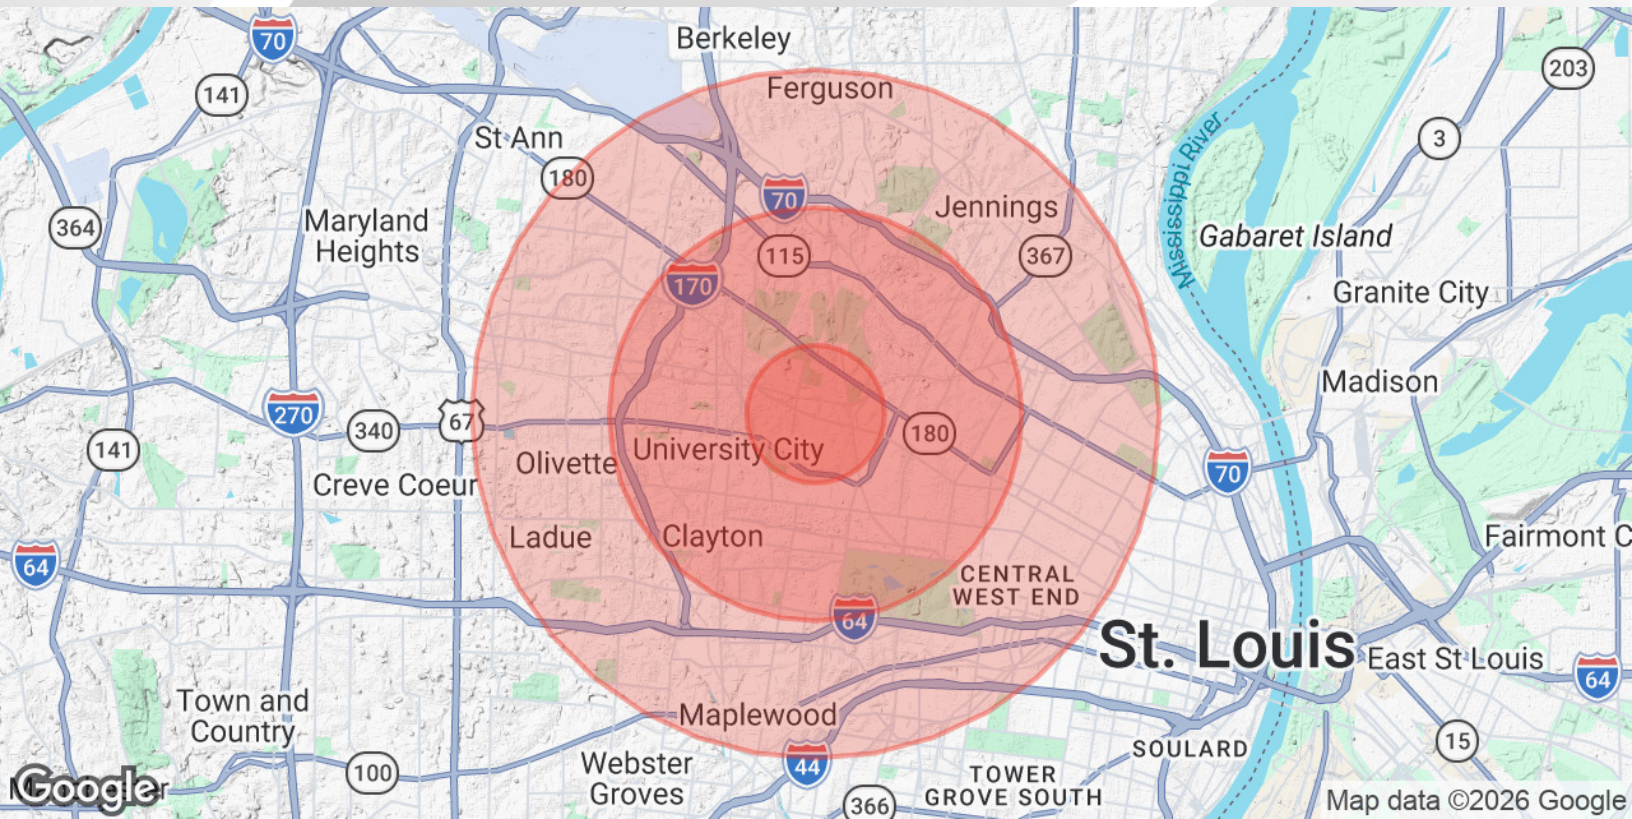 Berkeley
70
Ferguson
203
141
St Ann
3
180
70
Mississippi River
364
Maryland
Heights
Jennings
115
367
Gabaret Island
170
Granite City
Madison
270
340
67
141
University City
180
Olivette
70
Creve Coeur
Ladue
Clayton
Fairmont C
64
CENTRAL
WEST END
64
St. Louis
East St Louis
64
Town and
Country
Maplewood
15
SOULARD
Webster
Groves
44
100
TOWER
GROVE SOUTH
366
Google
Map data ©2026 Google